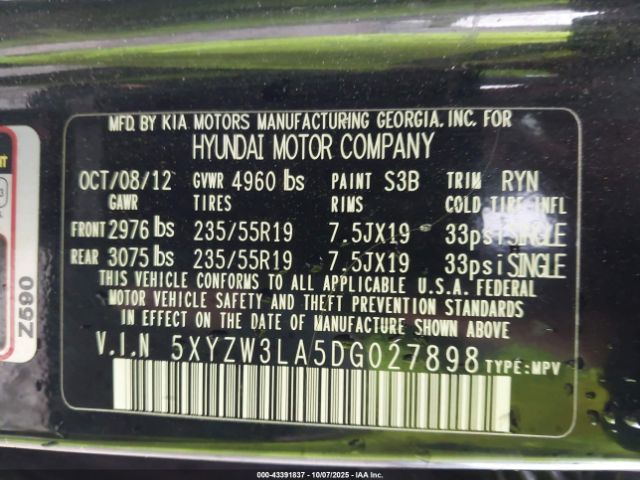 MFD. BY KIA MOTORS MANUFACTURING GEORGIA. INC. FOR
HYUNDAI MOTOR COMPANY
OCT/08/12 GVWR 4960 lbs PAINT S3B TRIM RYN
GAWR TIRES RIMS COLD TIRE INFL
FRONT 2976 lbs 235/55R19 7.5JX19 33psi SINGLE
REAR 3075 lbs 235/55R19 7.5JX19 33psi SINGLE
THIS VEHICLE CONFORMS TO ALL APPLICABLE U.S.A. FEDERAL
MOTOR VEHICLE SAFETY AND THEFT PREVENTION STANDARDS
IN EFFECT ON THE DATE OF MANUFACTURE SHOWN ABOVE
V.I.N 5XYZW3LA5DG027898 TYPE:MPV
Z590
000-43391837 - 10/07/2025 - IAAI.com